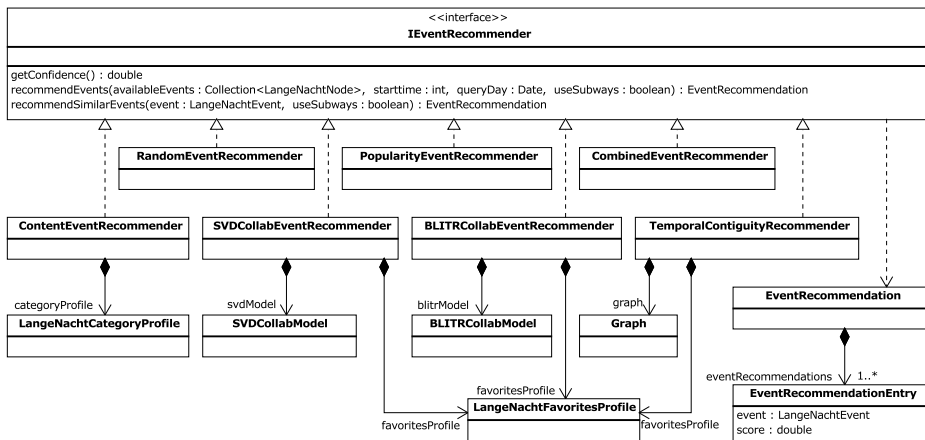 <<interface>>
IEventRecommender
getConfidence() : double
recommendEvents(availableEvents : Collection<LangeNachtNode>, starttime : int, queryDay : Date, useSubways : boolean) : EventRecommendation
recommendSimilarEvents(event : LangeNachtEvent, useSubways : boolean) : EventRecommendation
RandomEventRecommender
PopularityEventRecommender
CombinedEventRecommender
ContentEventRecommender
SVDCollabEventRecommender
BLITRCollabEventRecommender
TemporalContiguityRecommender
categoryProfile
svdModel
blitrModel
graph
EventRecommendation
LangeNachtCategoryProfile
SVDCollabModel
BLITRCollabModel
Graph
eventRecommendations
1..*
favoritesProfile
EventRecommendationEntry
LangeNachtFavoritesProfile
event : LangeNachtEvent
favoritesProfile
favoritesProfile
score : double